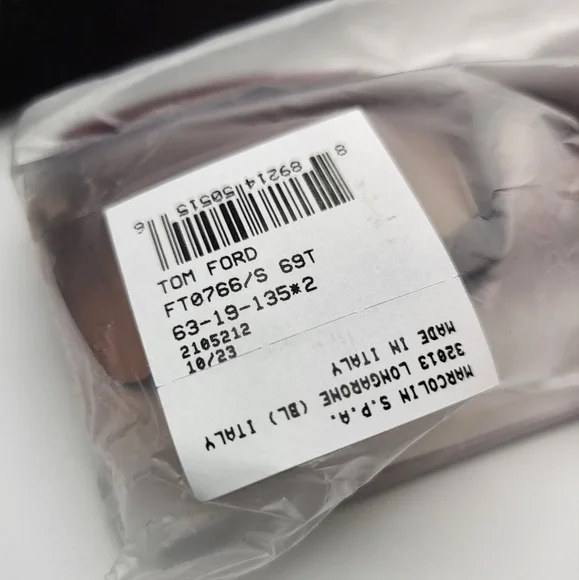 8 89214 50515 6
TOM FORD
FT0766/S 69T
63-19-135*2
2105212
10/23
MARCOLIN S.P.A.
32013 LONGARONE (BL) ITALY
MADE IN ITALY